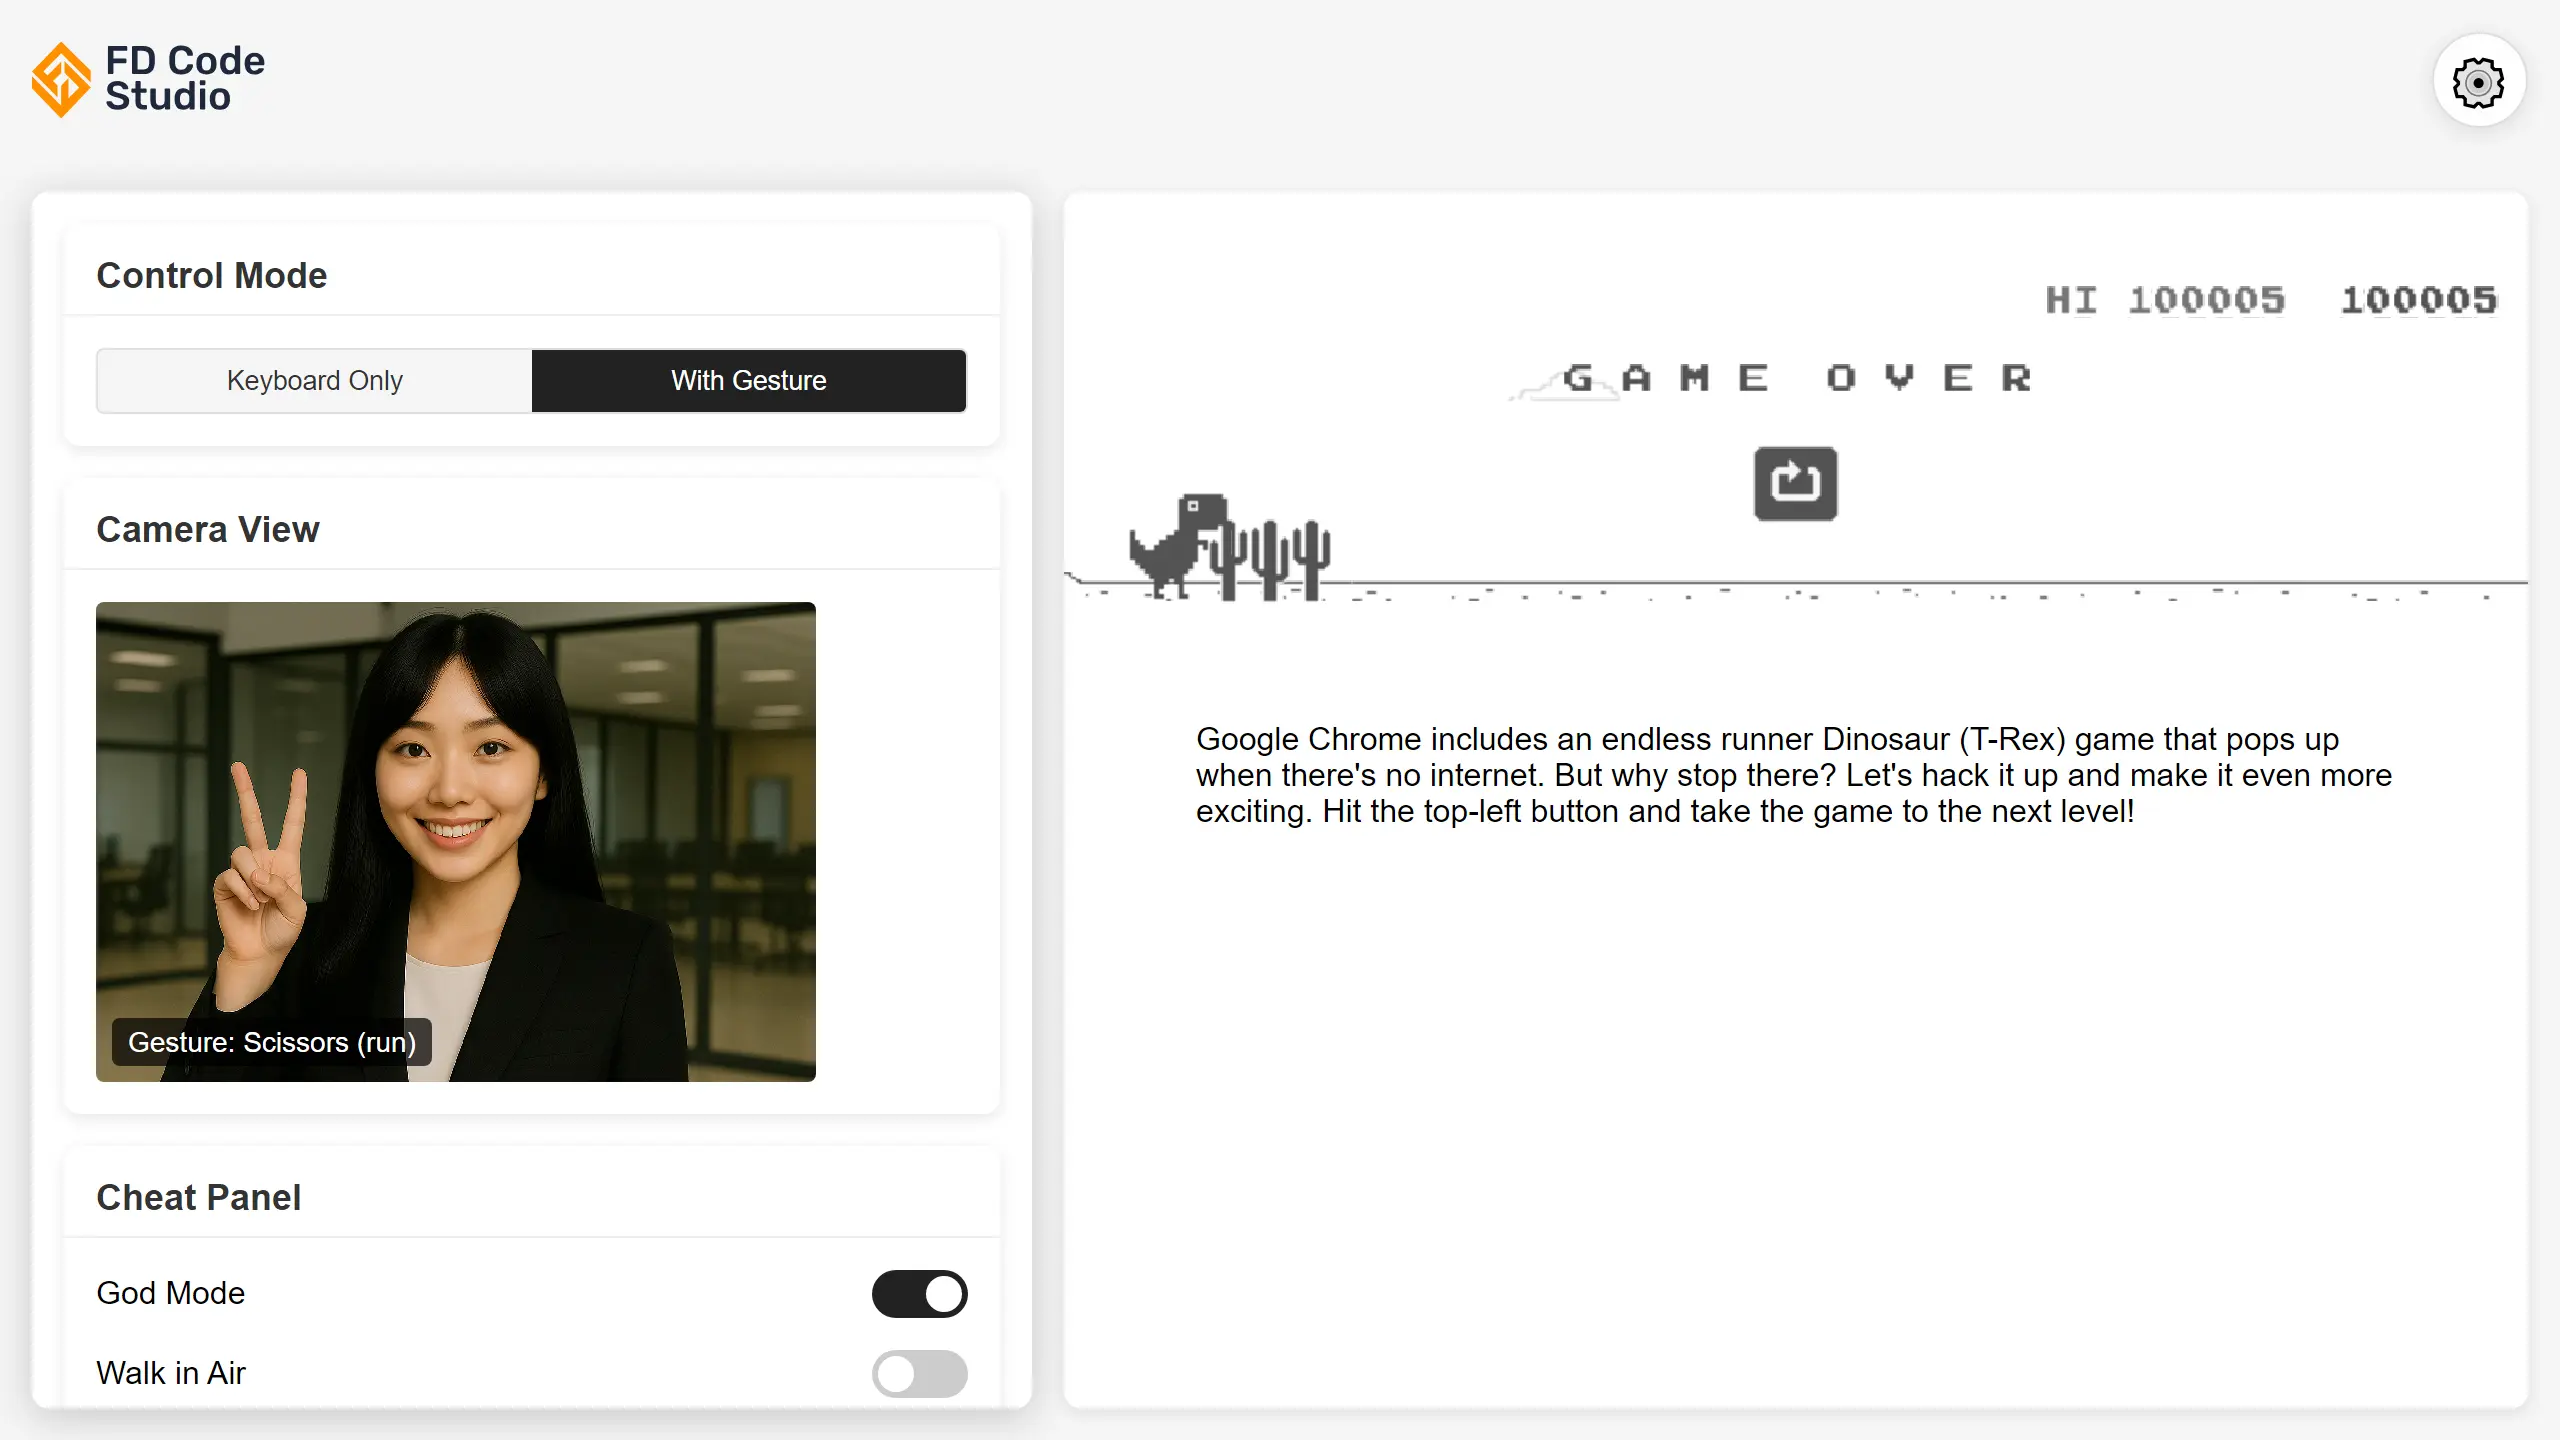 FD Code
Studio
Control Mode
Keyboard Only
With Gesture
Camera View
Gesture: Scissors (run)
Cheat Panel
God Mode
Walk in Air
HI 100005 100005
GAME OVER
Google Chrome includes an endless runner Dinosaur (T-Rex) game that pops up
when there's no internet. But why stop there? Let's hack it up and make it even more
exciting. Hit the top-left button and take the game to the next level!